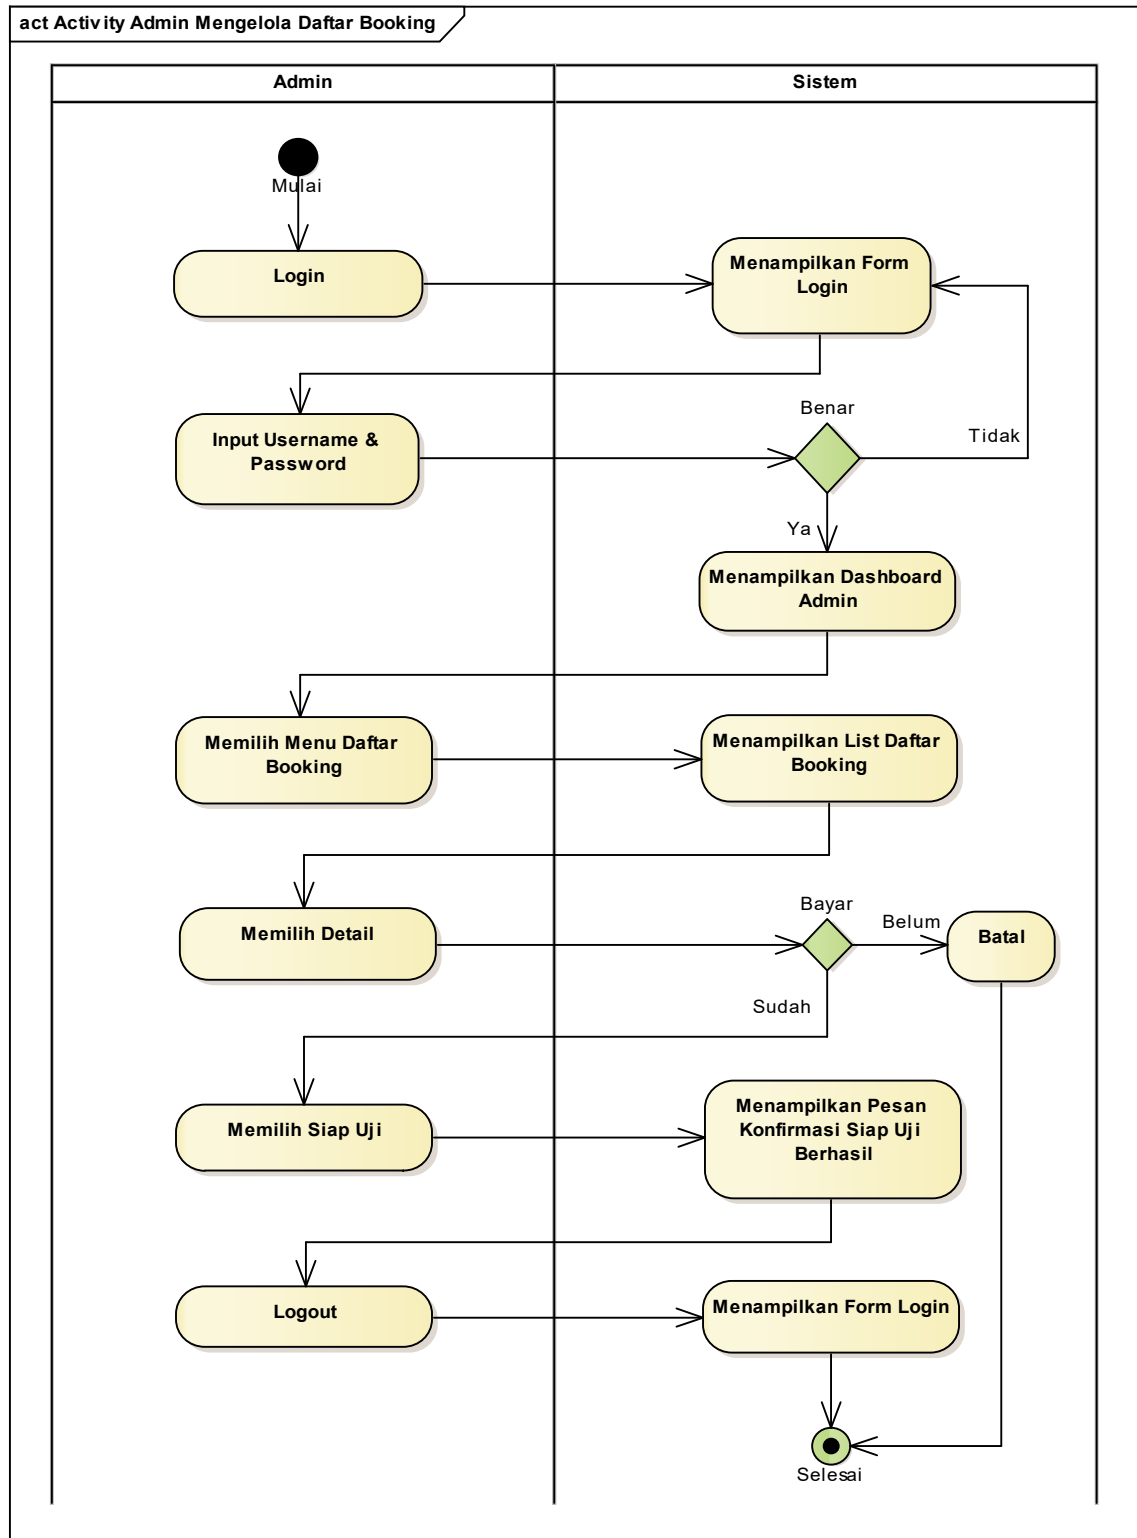 act Activity Admin Mengelola Daftar Booking
Admin
Sistem
Mulai
Login
Menampilkan Form
Login
Input Username &
Password
Benar
Tidak
Ya
Menampilkan Dashboard
Admin
Memilih Menu Daftar
Booking
Menampilkan List Daftar
Booking
Memilih Detail
Bayar
Belum
Batal
Sudah
Memilih Siap Uji
Menampilkan Pesan
Konfirmasi Siap Uji
Berhasil
Logout
Menampilkan Form Login
Selesai